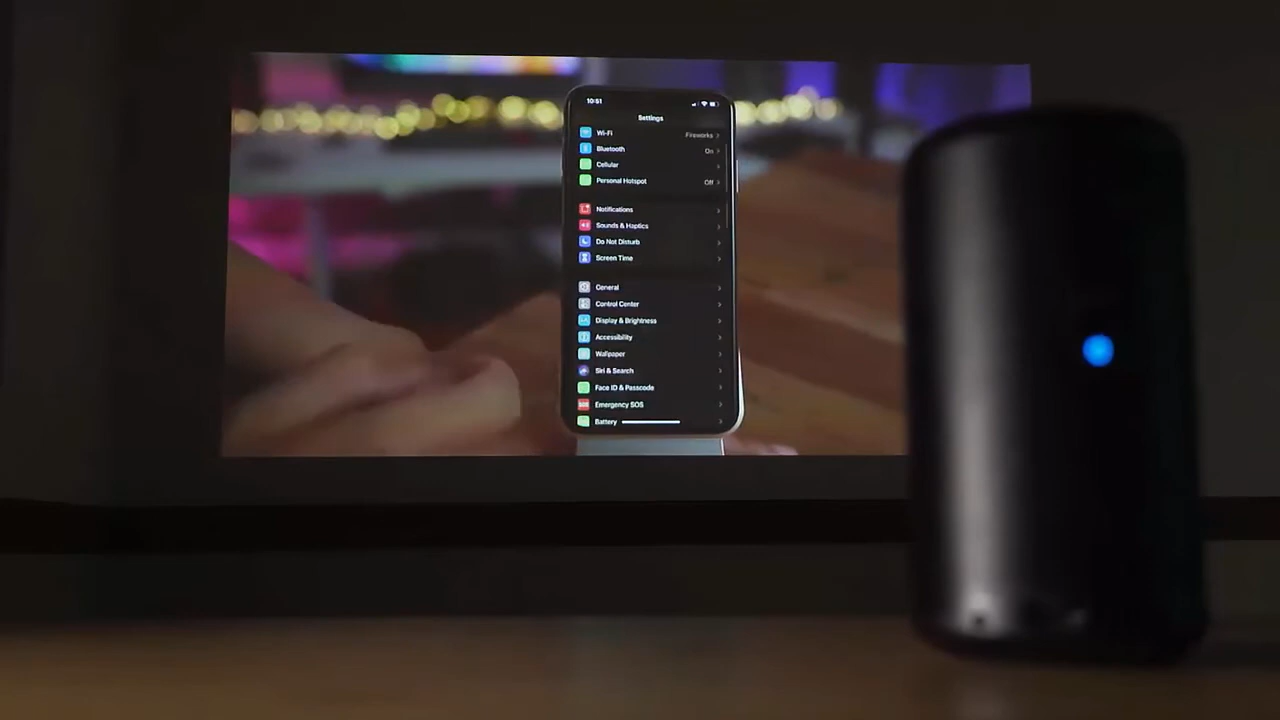 10:51
Settings
Wi-Fi Fireworks
Bluetooth On
Cellular
Personal Hotspot Off
Notifications
Sounds & Haptics
Do Not Disturb
Screen Time
General
Control Center
Display & Brightness
Accessibility
Wallpaper
Siri & Search
Face ID & Passcode
SOS Emergency SOS
Battery